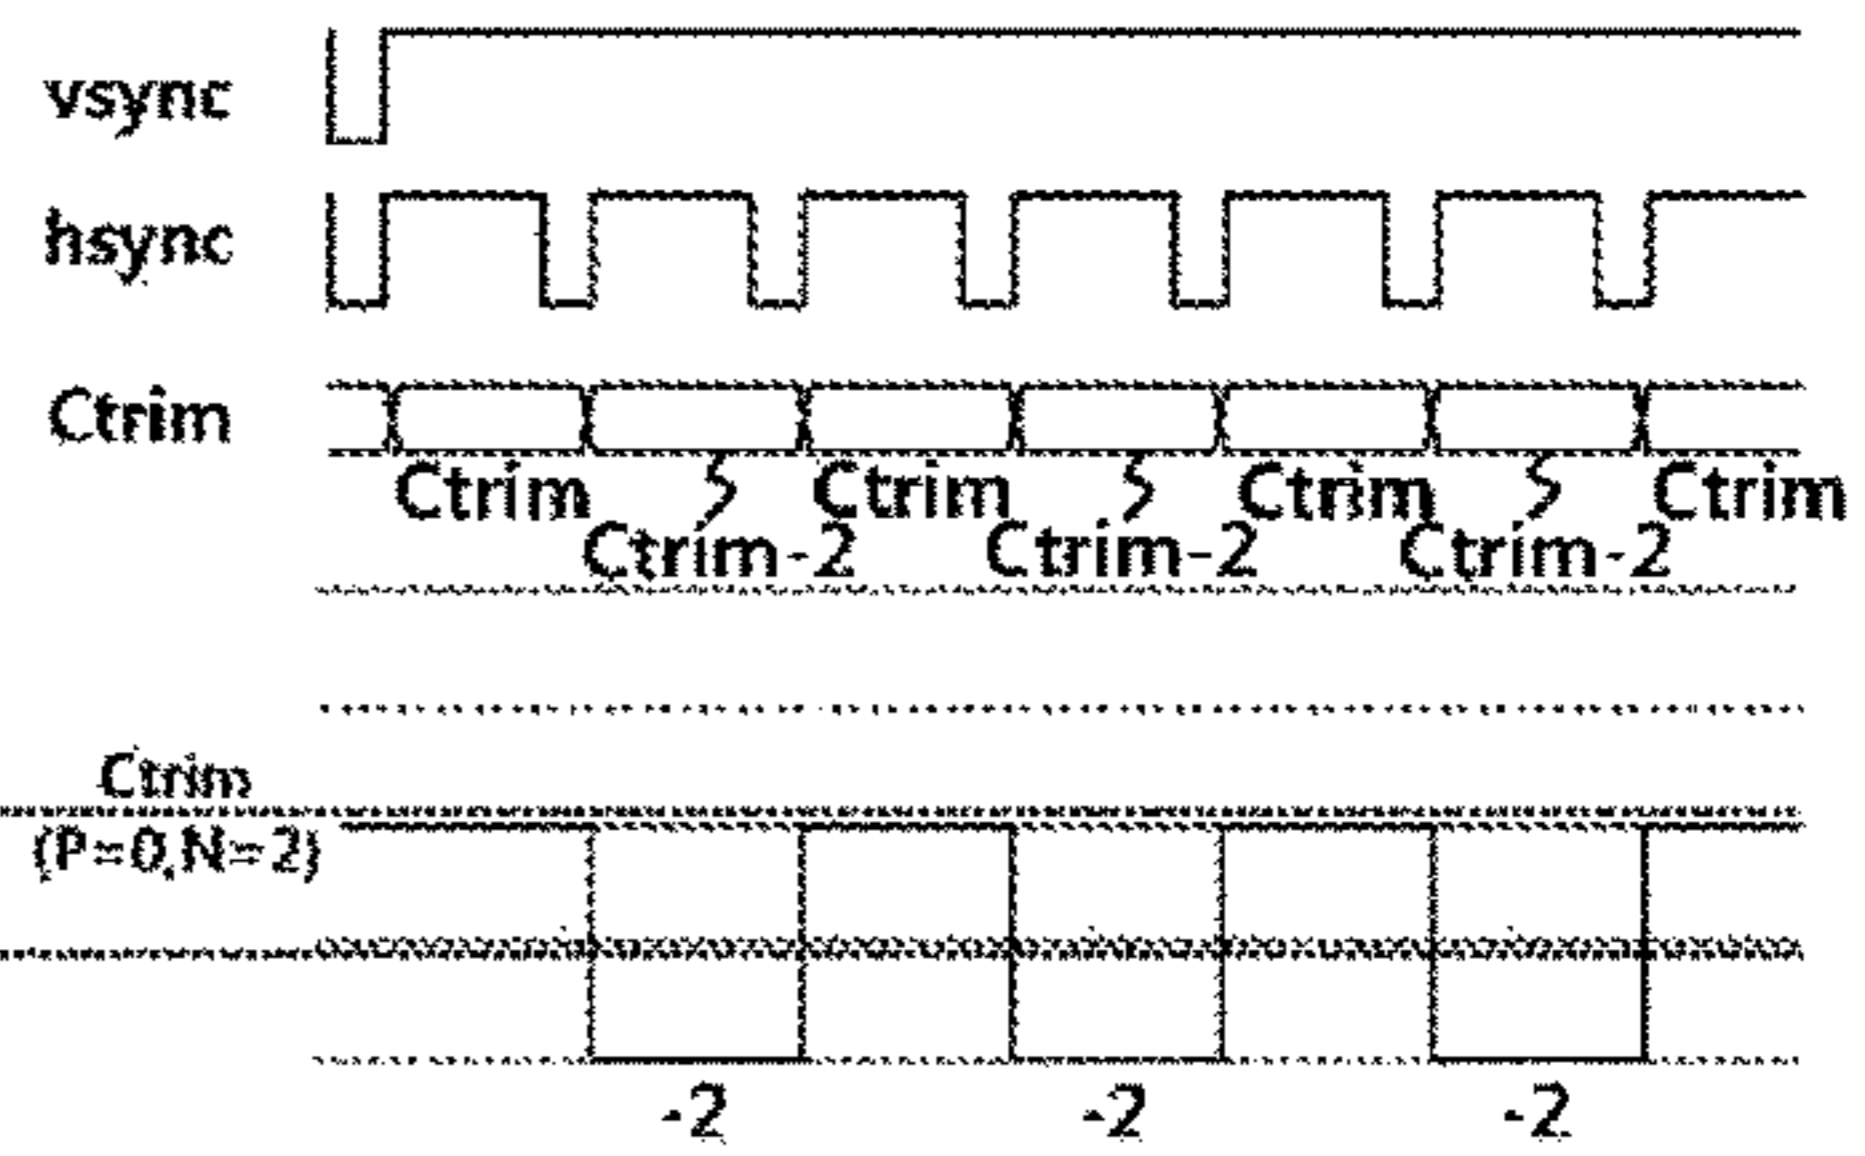 vsync
hsync
Ctrim
Ctrim Ctrim Ctrim Ctrim
Ctrim-2 Ctrim-2 Ctrim-2
Ctrim
(P=0,N=2)
-2 -2 -2